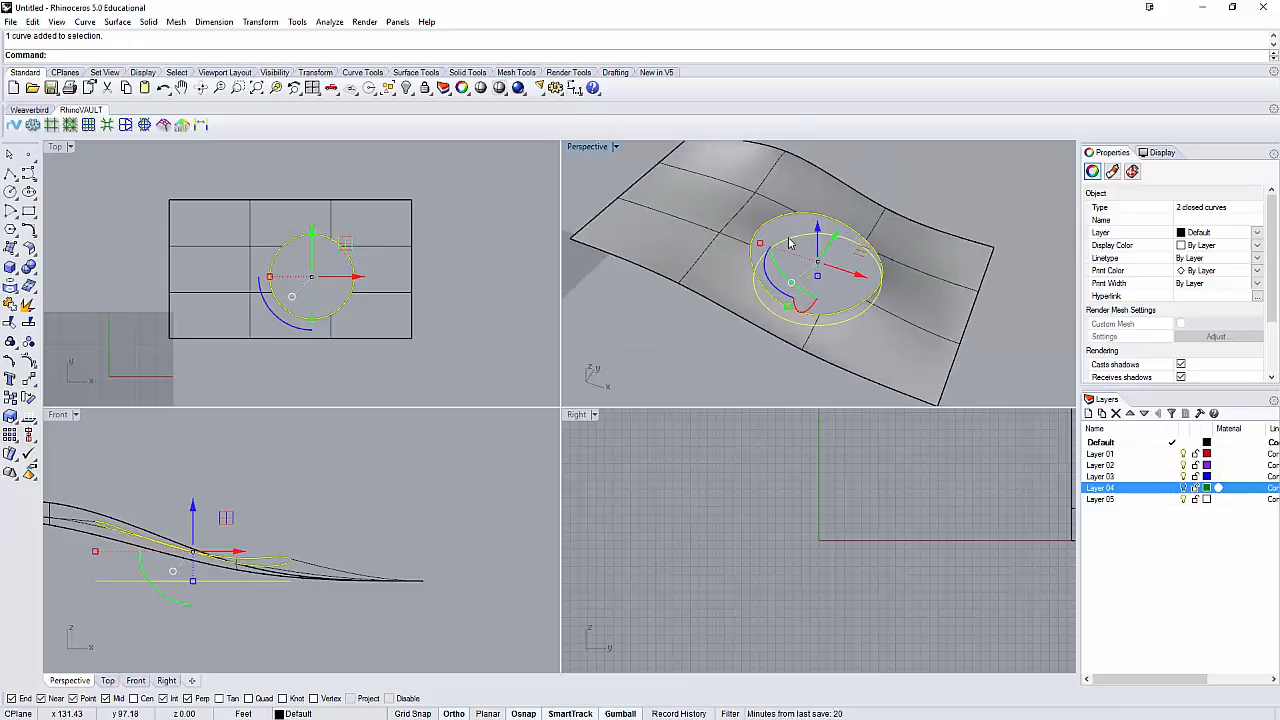 Untitled - Rhinoceros 5.0 Educational
File Edit View Curve Surface Solid Mesh Dimension Transform Tools Analyze Render Panels Help
1 curve added to selection.
Command:
Standard CPlanes Set View Display Select Viewport Layout Visibility Transform Curve Tools Surface Tools Solid Tools Mesh Tools Render Tools Drafting New in V5
Weaverbird RhinoVAULT
Top
Perspective
Properties Display
Object
Type 2 closed curves
Name
Layer Default
Display Color By Layer
Linetype By Layer
Print Color By Layer
Print Width By Layer
Hyperlink ...
Render Mesh Settings
Custom Mesh
Settings Adjust...
Rendering
Casts shadows
Receives shadows
y
x
z
y
x
Layers
Front
Right
Name Material Lin
Default Co
Layer 01 Co
Layer 02 Co
Layer 03 Co
Layer 04 Co
Layer 05 Co
z
x
z
y
Perspective Top Front Right
End Near Point Mid Cen Int Perp Tan Quad Knot Vertex Project Disable
CPlane x 131.43 y 97.18 z 0.00 Feet Default Grid Snap Ortho Planar Osnap SmartTrack Gumball Record History Filter Minutes from last save: 20